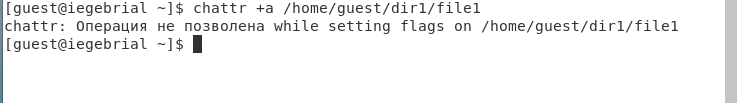 [guest@iegebrial ~]$ chattr +a /home/guest/dir1/file1
chattr: Операция не позволена while setting flags on /home/guest/dir1/file1
[guest@iegebrial ~]$